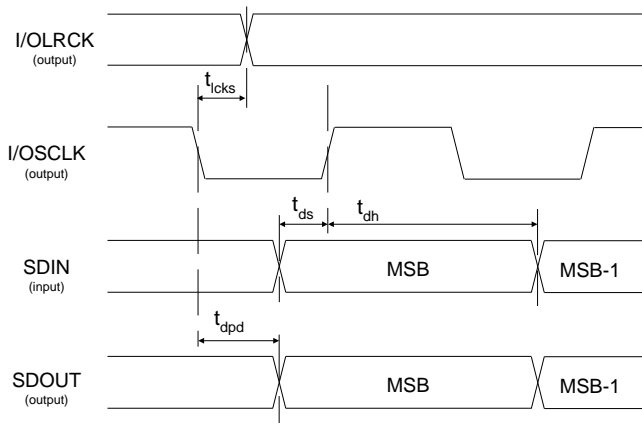 I/OLRCK
(output)
t_lcks
I/OSCLK
(output)
t_ds
t_dh
SDIN
(input)
MSB
MSB-1
t_dpd
SDOUT
(output)
MSB
MSB-1